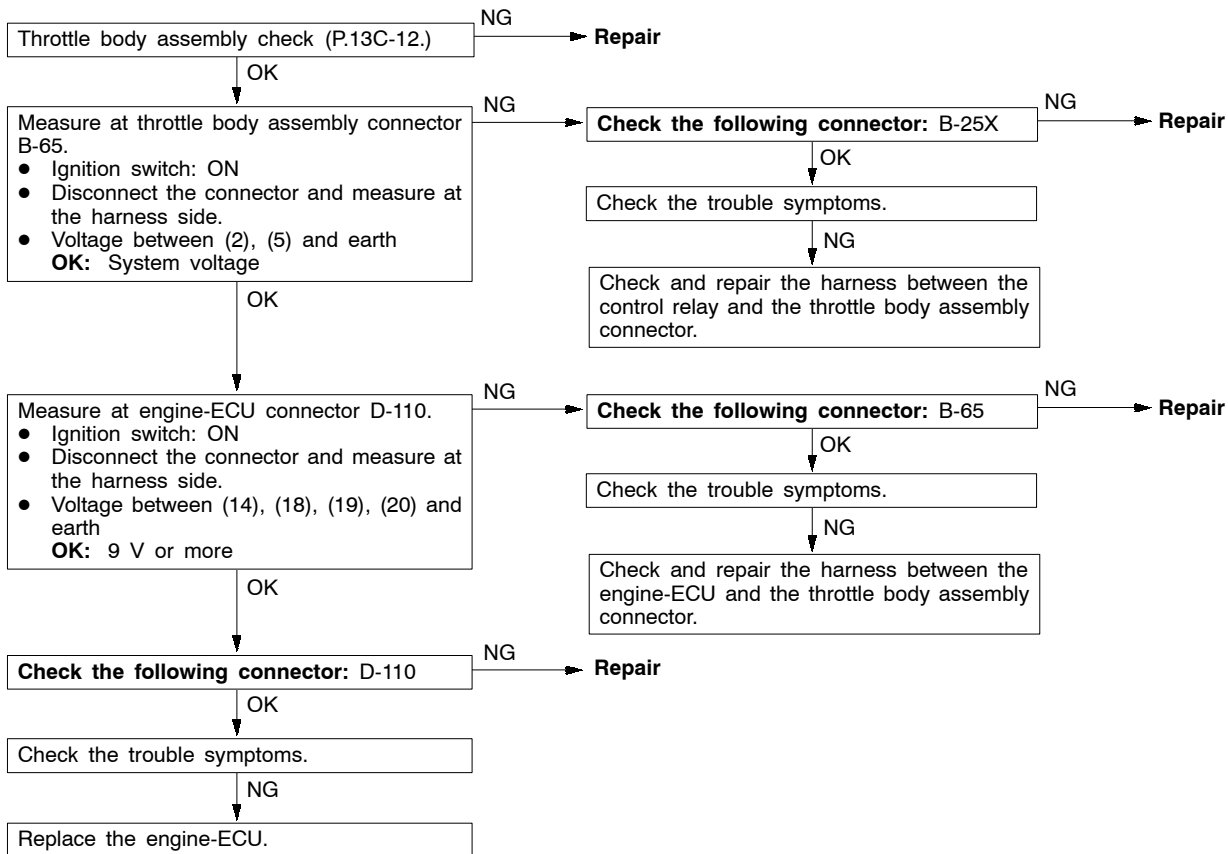 Throttle body assembly check (P.13C-12.)
NG
Repair
OK
Measure at throttle body assembly connector
B-65.
● Ignition switch: ON
● Disconnect the connector and measure at
the harness side.
● Voltage between (2), (5) and earth
OK: System voltage
NG
Check the following connector: B-25X
NG
Repair
OK
Check the trouble symptoms.
NG
Check and repair the harness between the
control relay and the throttle body assembly
connector.
OK
Measure at engine-ECU connector D-110.
● Ignition switch: ON
● Disconnect the connector and measure at
the harness side.
● Voltage between (14), (18), (19), (20) and
earth
OK: 9 V or more
NG
Check the following connector: B-65
NG
Repair
OK
Check the trouble symptoms.
NG
Check and repair the harness between the
engine-ECU and the throttle body assembly
connector.
OK
Check the following connector: D-110
NG
Repair
OK
Check the trouble symptoms.
NG
Replace the engine-ECU.